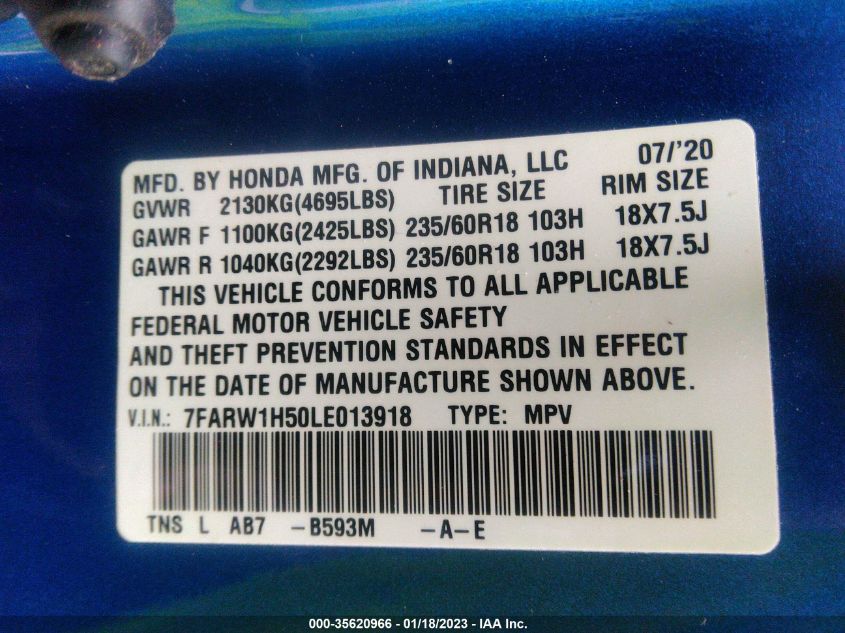 MFD. BY HONDA MFG. OF INDIANA, LLC 07/'20
GVWR 2130KG(4695LBS) TIRE SIZE RIM SIZE
GAWR F 1100KG(2425LBS) 235/60R18 103H 18X7.5J
GAWR R 1040KG(2292LBS) 235/60R18 103H 18X7.5J
THIS VEHICLE CONFORMS TO ALL APPLICABLE
FEDERAL MOTOR VEHICLE SAFETY
AND THEFT PREVENTION STANDARDS IN EFFECT
ON THE DATE OF MANUFACTURE SHOWN ABOVE.
V.I.N.: 7FARW1H50LE013918 TYPE: MPV
TNS L AB7 -B593M -A-E
000-35620966 - 01/18/2023 - IAA Inc.